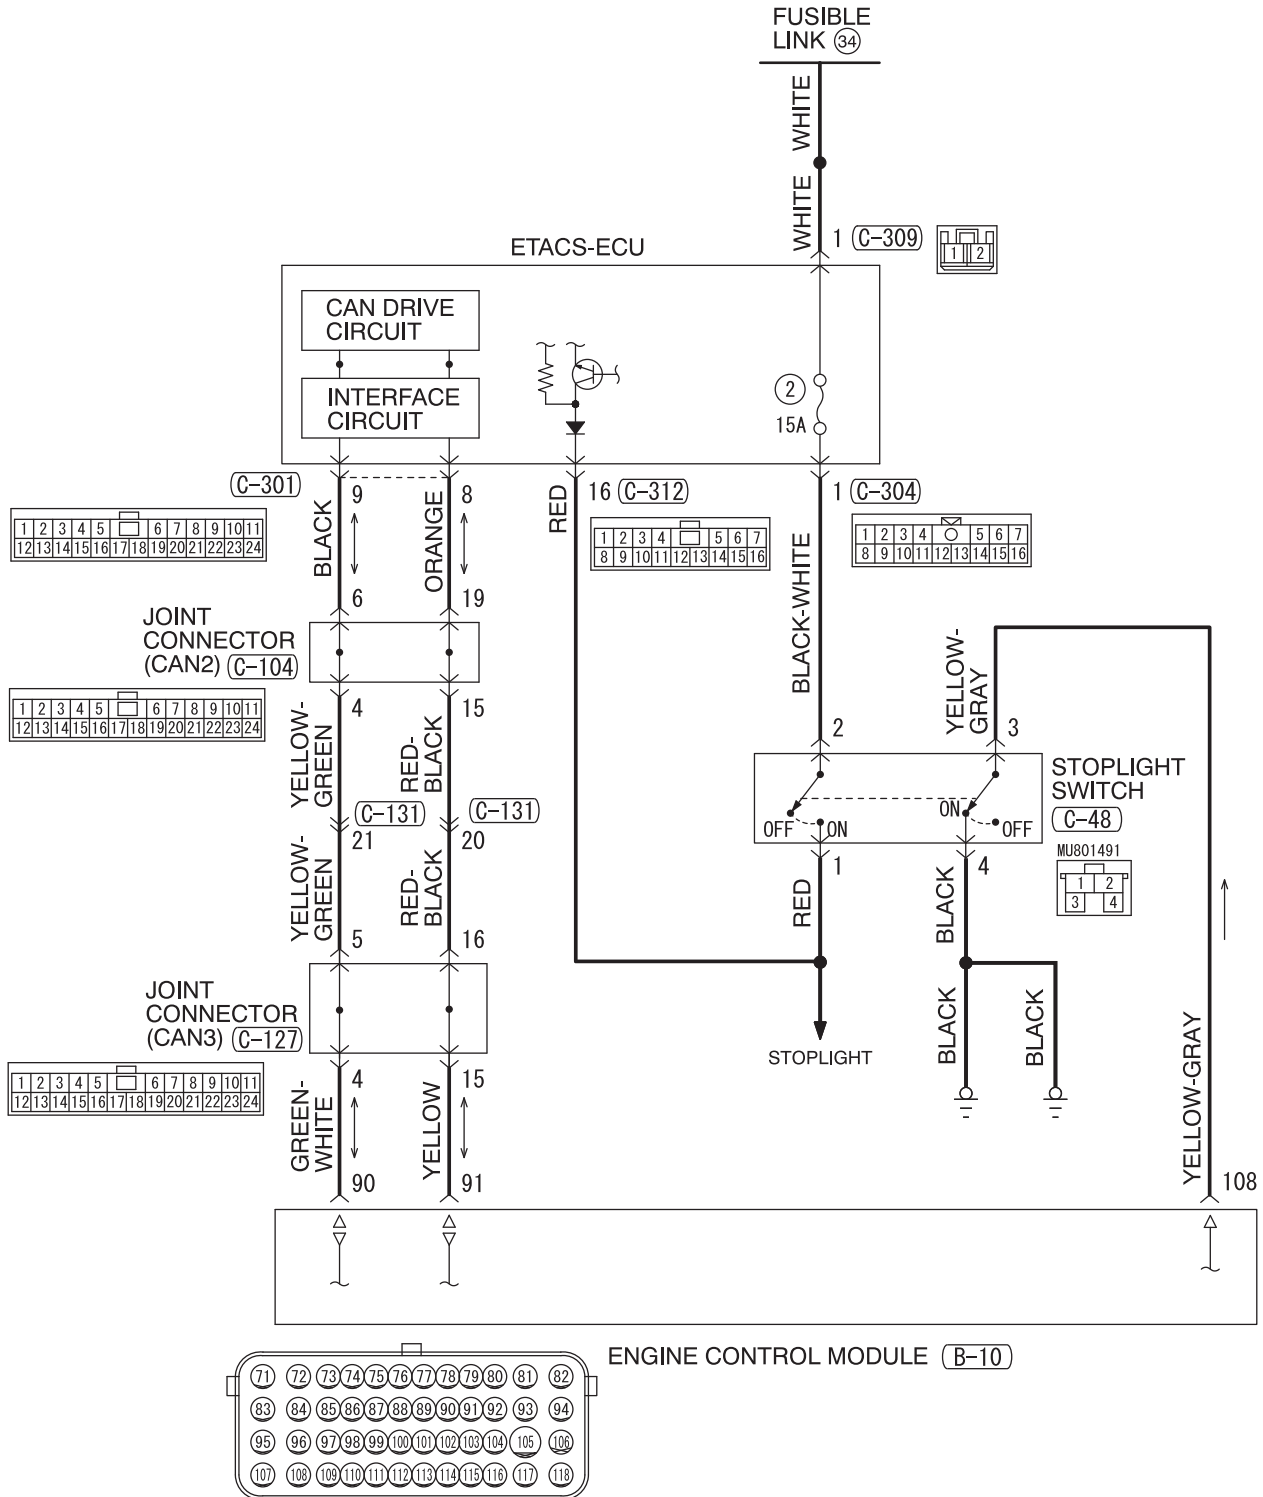 FUSIBLE
LINK 34
WHITE
WHITE
1 C-309
1 2
ETACS-ECU
CAN DRIVE
CIRCUIT
INTERFACE
CIRCUIT
2
15A
C-301
9
8
16 C-312
1 C-304
BLACK
ORANGE
RED
BLACK-WHITE
1 2 3 4 5 6 7 8 9 10 11
12 13 14 15 16 17 18 19 20 21 22 23 24
1 2 3 4 5 6 7
8 9 10 11 12 13 14 15 16
1 2 3 4 5 6 7
8 9 10 11 12 13 14 15 16
6
19
JOINT
CONNECTOR
(CAN2) C-104
1 2 3 4 5 6 7 8 9 10 11
12 13 14 15 16 17 18 19 20 21 22 23 24
4
15
YELLOW-
GREEN
RED-
BLACK
YELLOW-
GRAY
2
3
STOPLIGHT
SWITCH
C-48
OFF
ON
ON
OFF
MU801491
1 2
3 4
C-131
C-131
21
20
1
4
YELLOW-
GREEN
RED-
BLACK
RED
BLACK
5
16
JOINT
CONNECTOR
(CAN3) C-127
1 2 3 4 5 6 7 8 9 10 11
12 13 14 15 16 17 18 19 20 21 22 23 24
STOPLIGHT
BLACK
BLACK
YELLOW-GRAY
4
15
GREEN-
WHITE
YELLOW
90
91
108
ENGINE CONTROL MODULE B-10
71 72 73 74 75 76 77 78 79 80 81 82
83 84 85 86 87 88 89 90 91 92 93 94
95 96 97 98 99 100 101 102 103 104 105 106
107 108 109 110 111 112 113 114 115 116 117 118